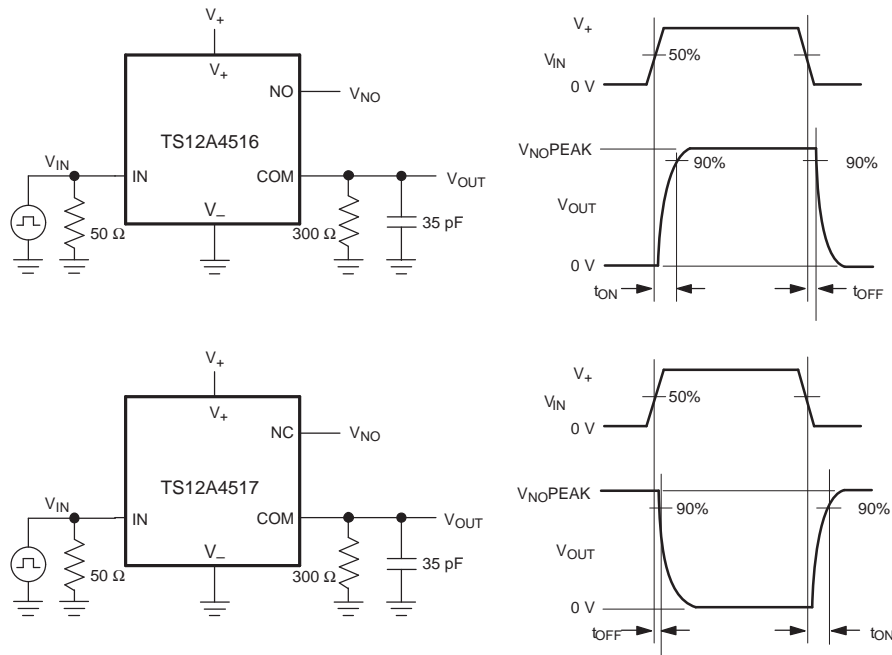 V+
V+
NO
VNO
TS12A4516
VIN
IN
COM
VOUT
V–
50 Ω
300 Ω
35 pF
V+
VIN
50%
0 V
VNOPEAK
90%
90%
VOUT
0 V
tON
tOFF
V+
V+
NC
VNO
TS12A4517
VIN
IN
COM
VOUT
V–
50 Ω
300 Ω
35 pF
V+
VIN
50%
0 V
VNOPEAK
90%
90%
VOUT
0 V
tOFF
tON